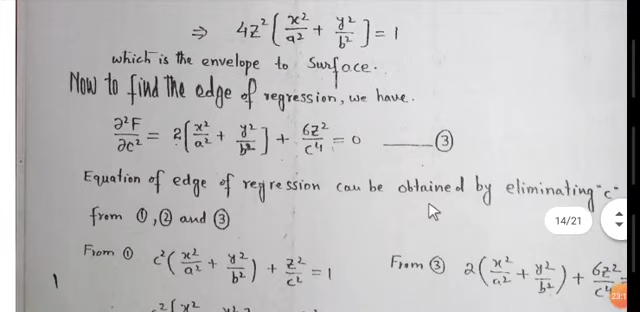 ⇒ 4z²(x²/a² + y²/b²) = 1
which is the envelope to surface.
Now to find the edge of regression, we have.
∂²F/∂c² = 2[x²/a² + y²/b²] + 6z²/c⁴ = 0 ——— ③
Equation of edge of regression can be obtained by eliminating "c"
from ①, ② and ③
14/21
From ① c²(x²/a² + y²/b²) + z²/c² = 1 From ③ 2(x²/a² + y²/b²) + 6z²/c⁴
1